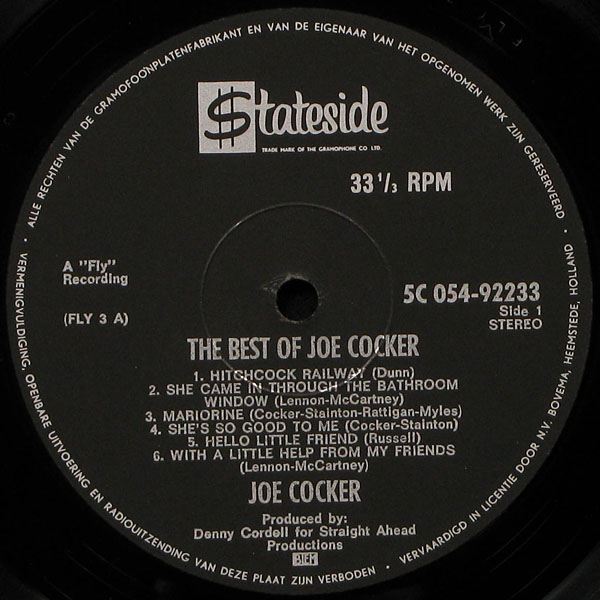 ALLE RECHTEN VAN DE GRAMOFOONPLATENFABRIKANT EN VAN DE EIGENAAR VAN HET OPGENOMEN WERK ZIJN GERESERVEERD •
$tateside
TRADE MARK OF THE GRAMOPHONE CO LTD.
33 1/3 RPM
A "Fly"
Recording
(FLY 3 A)
5C 054-92233
Side 1
STEREO
THE BEST OF JOE COCKER
1. HITCHCOCK RAILWAY (Dunn)
2. SHE CAME IN THROUGH THE BATHROOM
WINDOW (Lennon-McCartney)
3. MARIORINE (Cocker-Stainton-Rattigan-Myles)
4. SHE'S SO GOOD TO ME (Cocker-Stainton)
5. HELLO LITTLE FRIEND (Russell)
6. WITH A LITTLE HELP FROM MY FRIENDS
(Lennon-McCartney)
JOE COCKER
Produced by:
Denny Cordell for Straight Ahead
Productions
BIEM
• VERMENIGVULDIGING, OPENBARE UITVOERING EN RADIOUITZENDING VAN DEZE PLAAT ZIJN VERBODEN •
VERVAARDIGD IN LICENTIE DOOR N.V. BOVEMA, HEEMSTEDE, HOLLAND